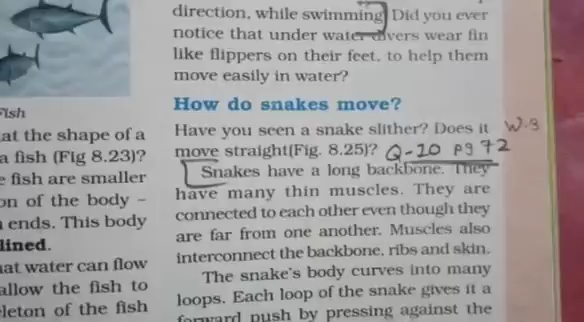 Fish
at the shape of a
a fish (Fig 8.23)?
e fish are smaller
on of the body –
ends. This body
lined.
at water can flow
allow the fish to
leton of the fish
direction, while swimming. Did you ever
notice that under water divers wear fin
like flippers on their feet, to help them
move easily in water?
How do snakes move?
Have you seen a snake slither? Does it W-3
move straight(Fig. 8.25)? Q-10 pg 72
Snakes have a long backbone. They
have many thin muscles. They are
connected to each other even though they
are far from one another. Muscles also
interconnect the backbone, ribs and skin.
The snake's body curves into many
loops. Each loop of the snake gives it a
forward push by pressing against the